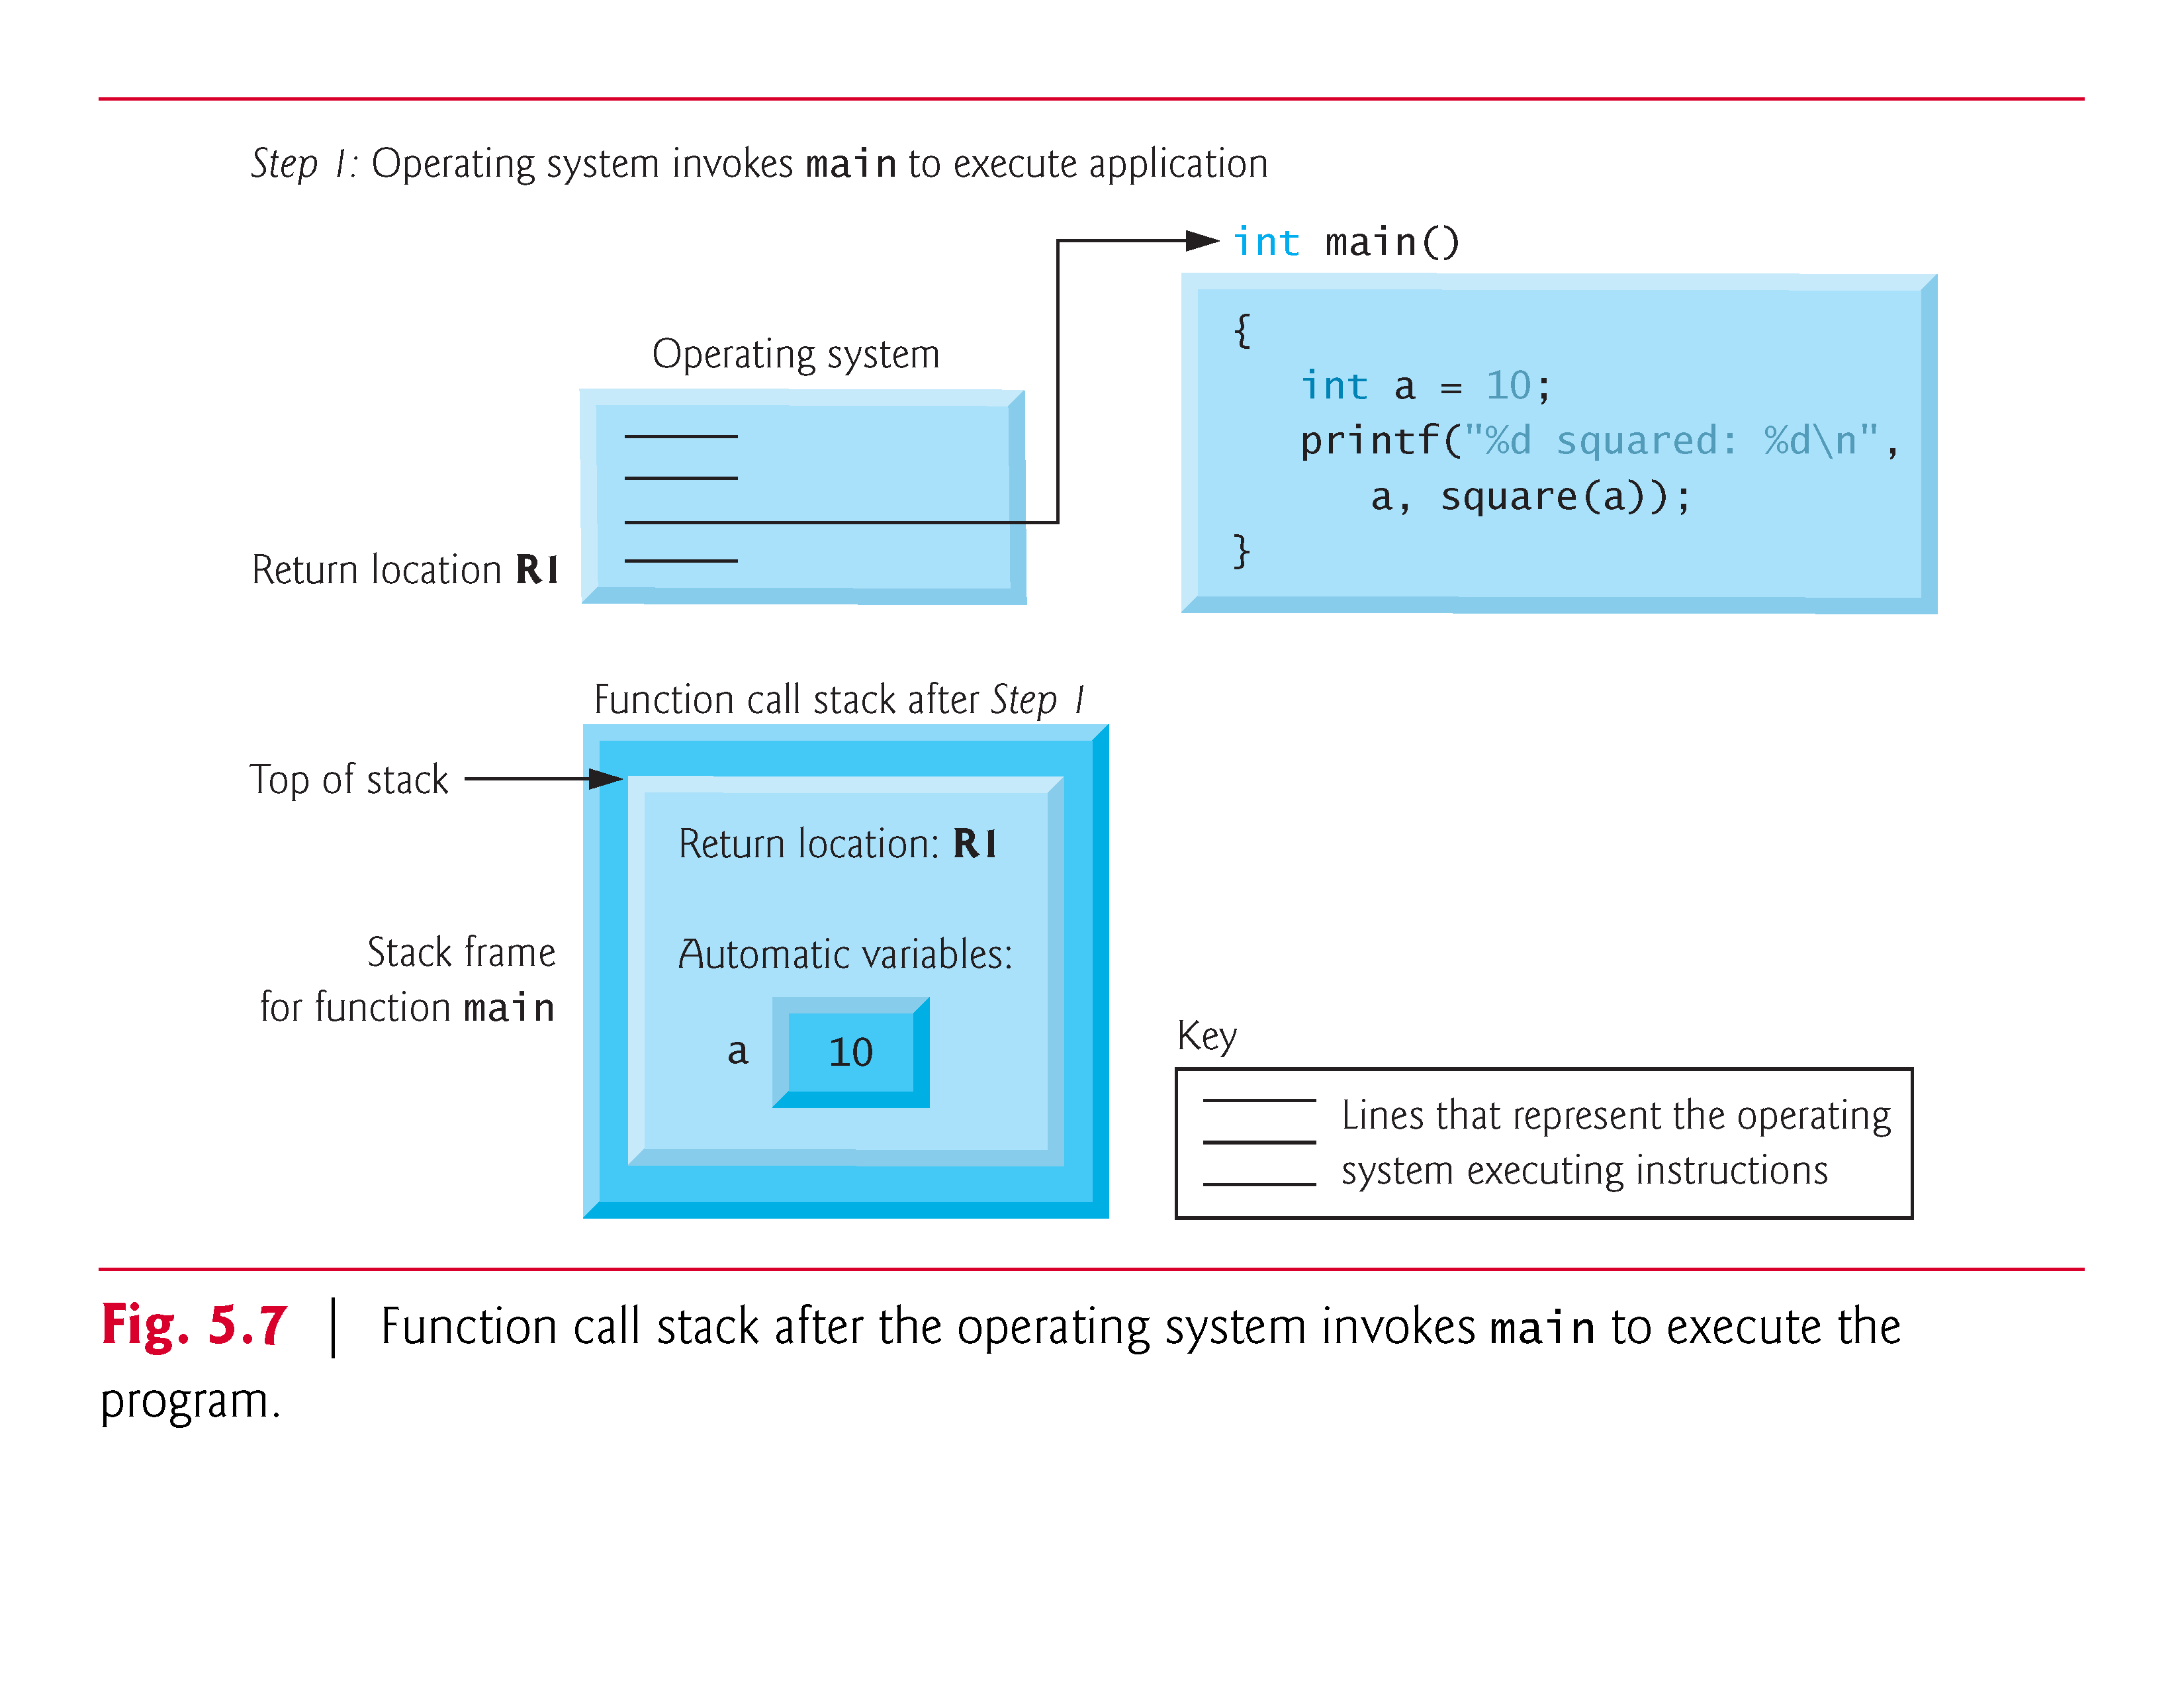 Step 1: Operating system invokes main to execute application
int main()
{
int a = 10;
printf("%d squared: %d\n",
a, square(a));
}
Operating system
Return location R1
Function call stack after Step 1
Top of stack
Return location: R1
Stack frame
for function main
Automatic variables:
a 10
Key
Lines that represent the operating
system executing instructions
Fig. 5.7 | Function call stack after the operating system invokes main to execute the
program.